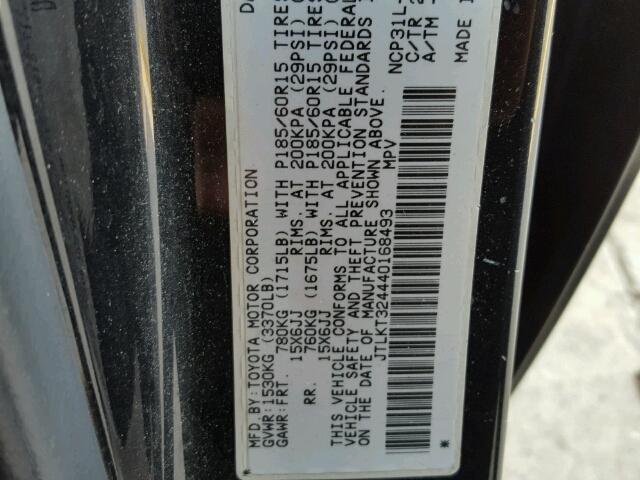 MFD.BY:TOYOTA MOTOR CORPORATION
GVWR:1530KG (3370LB)
GAWR:FRT. 780KG (1715LB) WITH P185/60R15 TIRES
15X6JJ RIMS. AT 200KPA (29PSI)
RR. 760KG (1675LB) WITH P185/60R15 TIRES
15X6JJ RIMS. AT 200KPA (29PSI)
THIS VEHICLE CONFORMS TO ALL APPLICABLE FEDERAL
VEHICLE SAFETY AND THEFT PREVENTION STANDARDS
ON THE DATE OF MANUFACTURE SHOWN ABOVE.
JTLKT324440168493 MPV
* *
NCP31L-
C/TR
A/TM
MADE